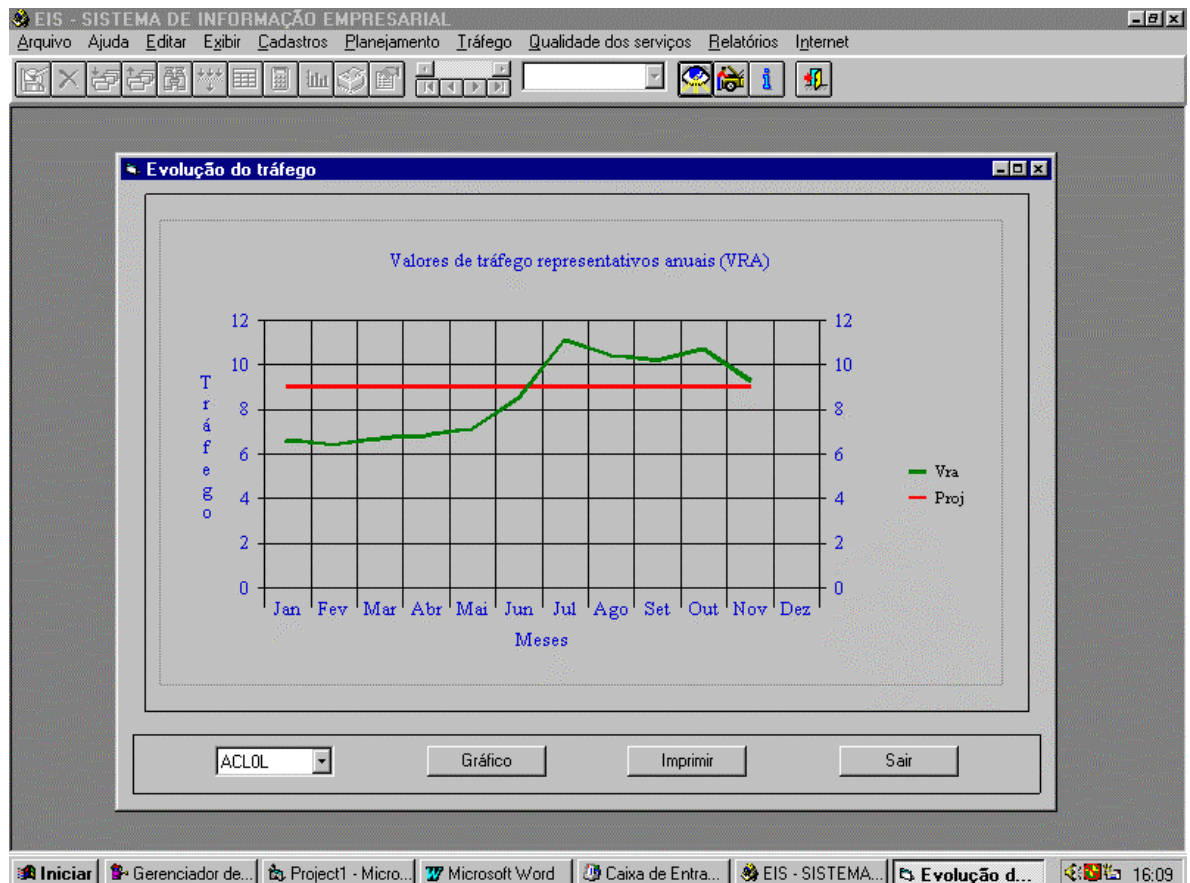 EIS - SISTEMA DE INFORMAÇÃO EMPRESARIAL
Arquivo Ajuda Editar Exibir Cadastros Planejamento Tráfego Qualidade dos serviços Relatórios Internet
Evolução do tráfego
Valores de tráfego representativos anuais (VRA)
12 12
10 10
8 8
6 6
4 4
2 2
0 0
Tráfego
Vra
Proj
Jan Fev Mar Abr Mai Jun Jul Ago Set Out Nov Dez
Meses
ACL0L Gráfico Imprimir Sair
Iniciar Gerenciador de... Project1 - Micro... Microsoft Word Caixa de Entra... EIS - SISTEMA... Evolução d... 16:09